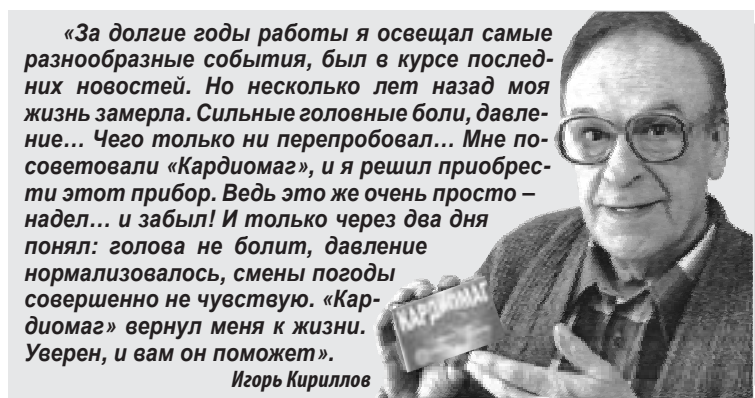 «За долгие годы работы я освещал самые
разнообразные события, был в курсе послед-
них новостей. Но несколько лет назад моя
жизнь замерла. Сильные головные боли, давле-
ние… Чего только ни перепробовал… Мне по-
советовали «Кардиомаг», и я решил приобрес-
ти этот прибор. Ведь это же очень просто –
надел… и забыл! И только через два дня
понял: голова не болит, давление
нормализовалось, смены погоды
совершенно не чувствую. «Кар-
диомаг» вернул меня к жизни.
Уверен, и вам он поможет».
Игорь Кириллов
КАРДИОМАГ